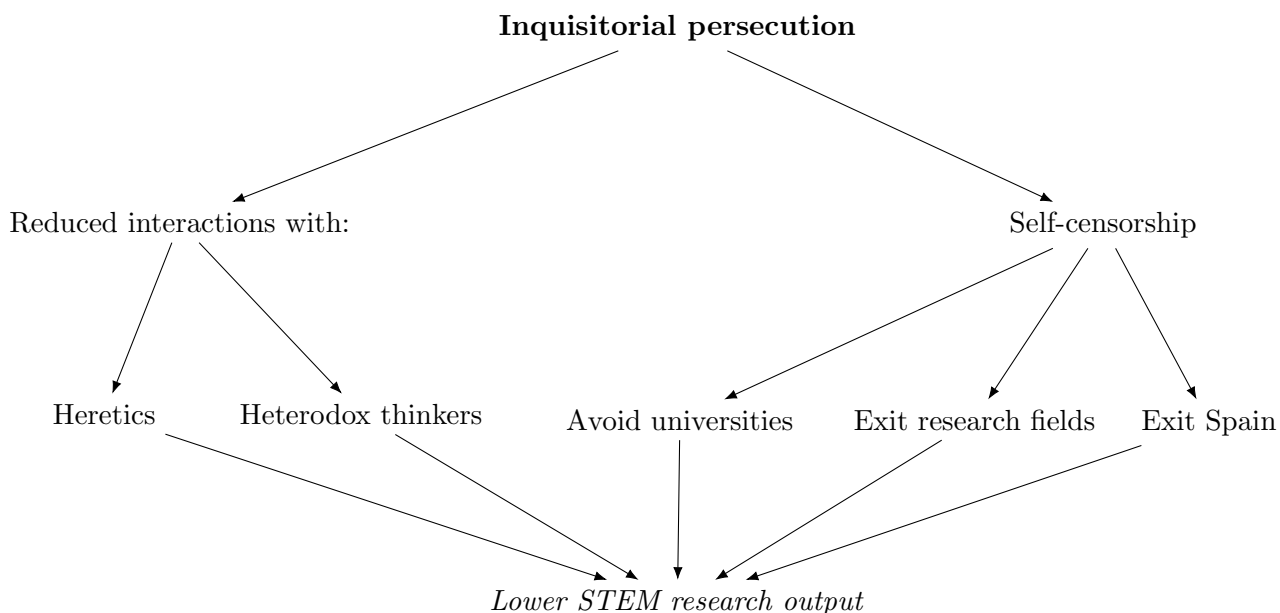 Inquisitorial persecution
Reduced interactions with:
Self-censorship
Heretics
Heterodox thinkers
Avoid universities
Exit research fields
Exit Spain
Lower STEM research output